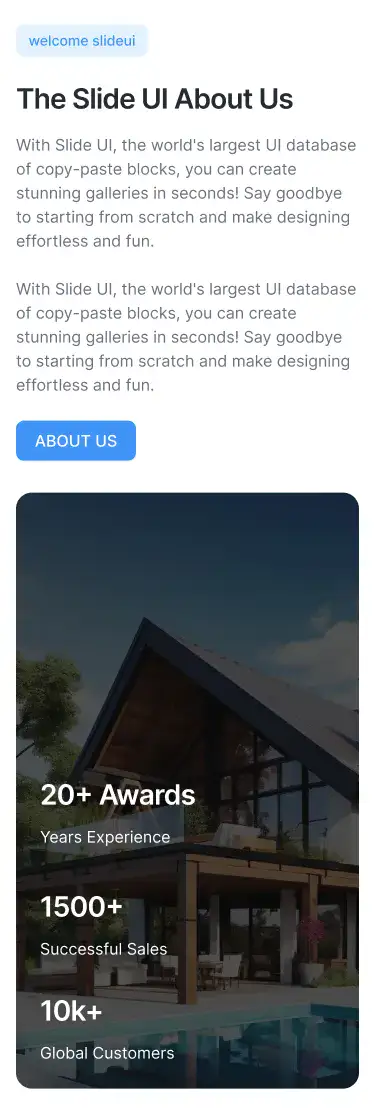 welcome slideui
The Slide UI About Us
With Slide UI, the world's largest UI database
of copy-paste blocks, you can create
stunning galleries in seconds! Say goodbye
to starting from scratch and make designing
effortless and fun.
With Slide UI, the world's largest UI database
of copy-paste blocks, you can create
stunning galleries in seconds! Say goodbye
to starting from scratch and make designing
effortless and fun.
ABOUT US
20+ Awards
Years Experience
1500+
Successful Sales
10k+
Global Customers